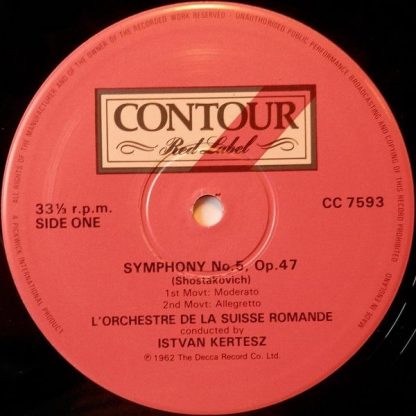 ALL RIGHTS OF THE MANUFACTURER AND OF THE OWNER OF THE RECORDED WORK RESERVED - UNAUTHORISED PUBLIC PERFORMANCE BROADCASTING AND COPYING OF THIS RECORD PROHIBITED
CONTOUR
Red Label
33⅓ r.p.m.
SIDE ONE
CC 7593
SYMPHONY No.5, Op.47
(Shostakovich)
1st Movt: Moderato
2nd Movt: Allegretto
L'ORCHESTRE DE LA SUISSE ROMANDE
conducted by
ISTVAN KERTESZ
℗ 1962 The Decca Record Co. Ltd.
A PICKWICK INTERNATIONAL PRODUCT
MADE IN ENGLAND